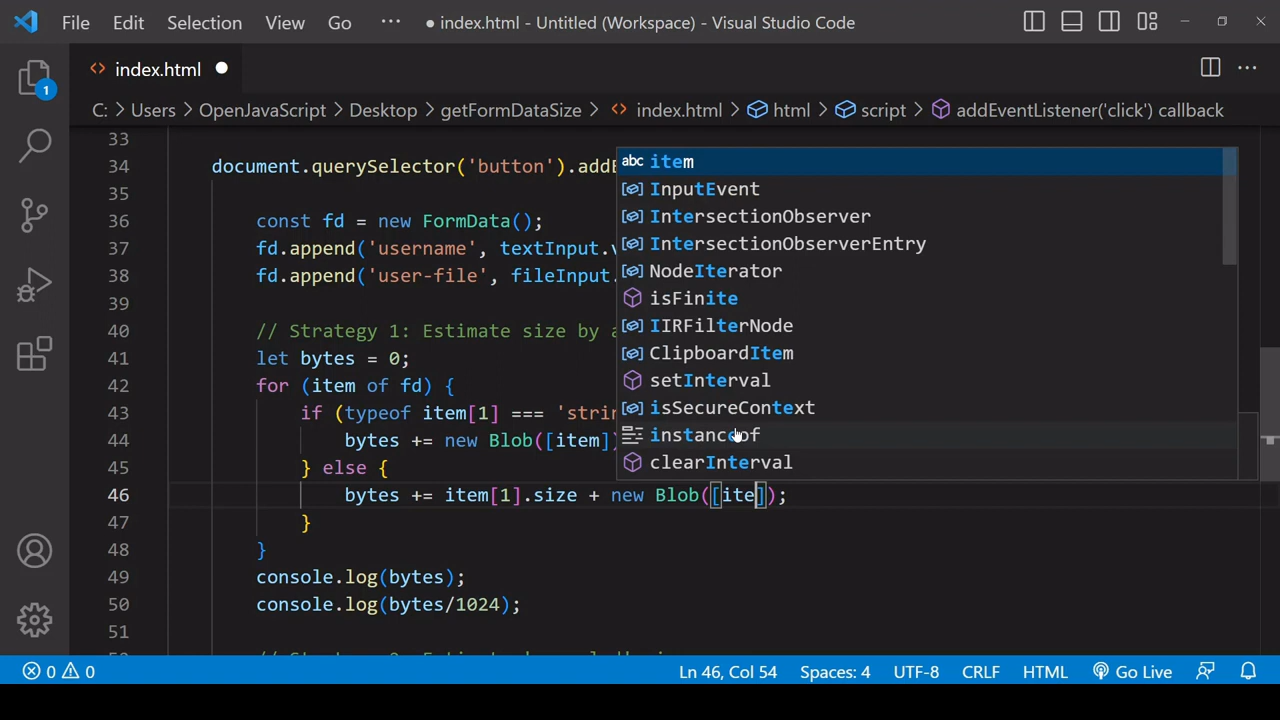 File Edit Selection View Go ··· ● index.html - Untitled (Workspace) - Visual Studio Code
<> index.html ●
C: > Users > OpenJavaScript > Desktop > getFormDataSize > <> index.html > html > script > addEventListener('click') callback
1
33
34 document.querySelector('button').addE
35
36 const fd = new FormData();
37 fd.append('username', textInput.v
38 fd.append('user-file', fileInput.
39
40 // Strategy 1: Estimate size by a
41 let bytes = 0;
42 for (item of fd) {
43 if (typeof item[1] === 'strin
44 bytes += new Blob([item])
45 } else {
46 bytes += item[1].size + new Blob([ite]);
47 }
48 }
49 console.log(bytes);
50 console.log(bytes/1024);
51
abc item
InputEvent
IntersectionObserver
IntersectionObserverEntry
NodeIterator
isFinite
IIRFilterNode
ClipboardItem
setInterval
isSecureContext
instanceof
clearInterval
0 0 Ln 46, Col 54 Spaces: 4 UTF-8 CRLF HTML Go Live